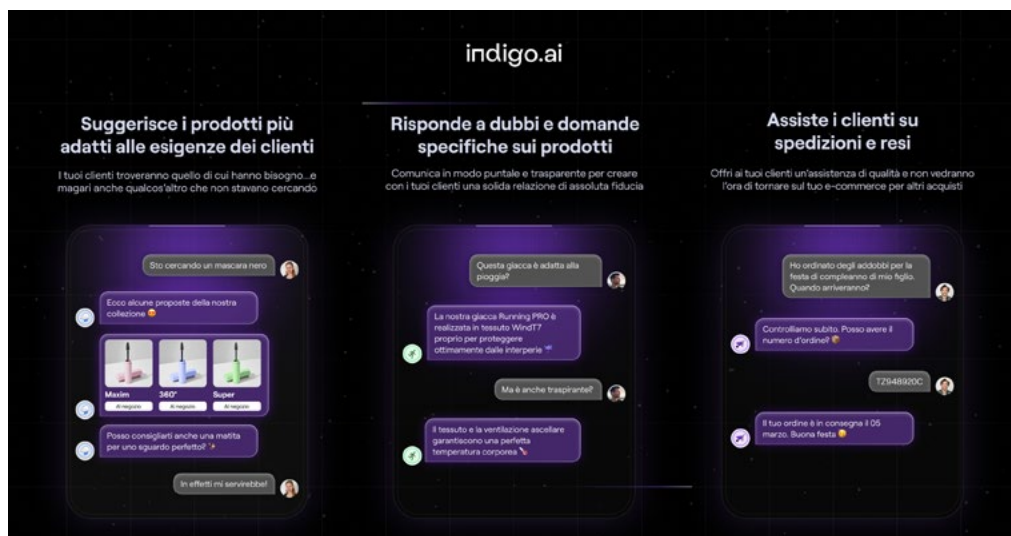 indigo.ai
Suggerisce i prodotti più
adatti alle esigenze dei clienti
I tuoi clienti troveranno quello di cui hanno bisogno...e
magari anche qualcos'altro che non stavano cercando
Sto cercando un mascara nero
Ecco alcune proposte della nostra
collezione
Maxim 360° Super
Al negozio Al negozio Al negozio
Posso consigliarti anche una matita
per uno sguardo perfetto?
In effetti mi servirebbe!
Risponde a dubbi e domande
specifiche sui prodotti
Comunica in modo puntale e trasparente per creare
con i tuoi clienti una solida relazione di assoluta fiducia
Questa giacca è adatta alla
pioggia?
La nostra giacca Running PRO è
realizzata in tessuto WindT7
proprio per proteggere
ottimamente dalle interperie
Ma è anche traspirante?
Il tessuto e la ventilazione ascellare
garantiscono una perfetta
temperatura corporea
Assiste i clienti su
spedizioni e resi
Offri ai tuoi clienti un'assistenza di qualità e non vedranno
l'ora di tornare sul tuo e-commerce per altri acquisti
Ho ordinato degli addobbi per la
festa di compleanno di mio figlio.
Quando arriveranno?
Controlliamo subito. Posso avere il
numero d'ordine?
TZ948920C
Il tuo ordine è in consegna il 05
marzo. Buona festa